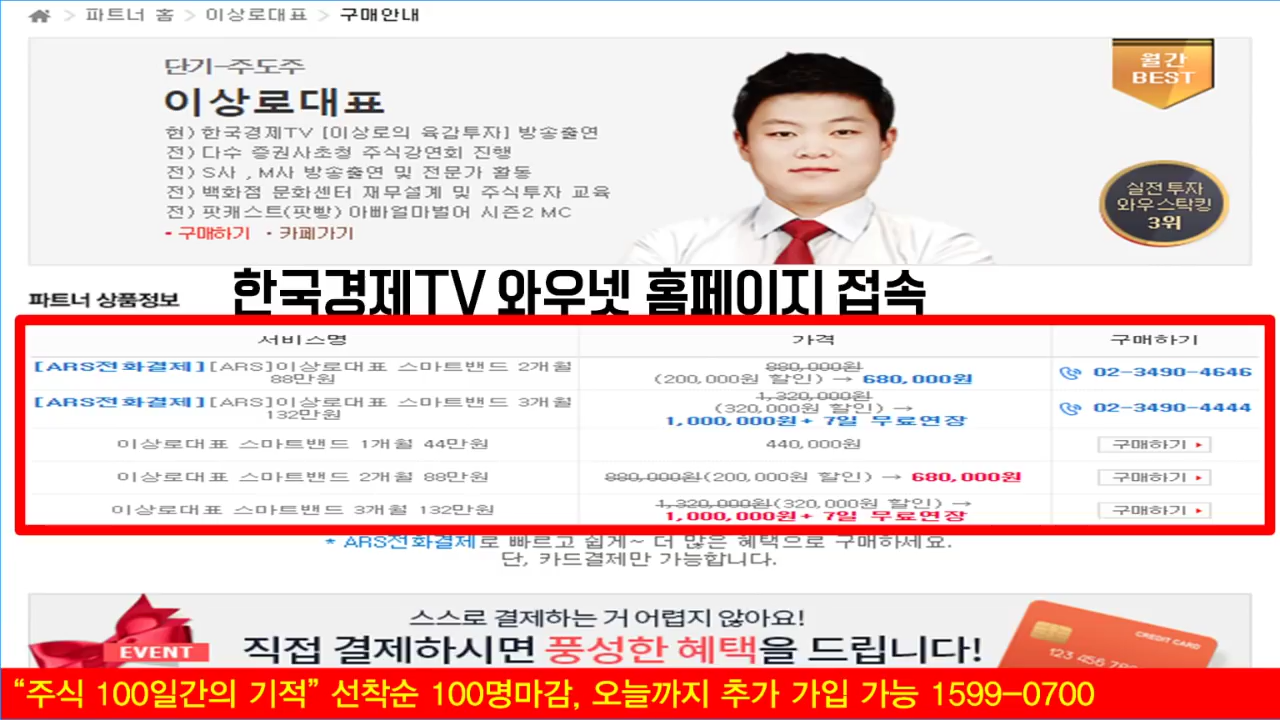 파트너 홈 > 이상로대표 > 구매안내
단기-주도주
이상로대표
현) 한국경제TV [이상로의 육감투자] 방송출연
전) 다수 증권사초청 주식강연회 진행
전) S사 , M사 방송출연 및 전문가 활동
전) 백화점 문화센터 재무설계 및 주식투자 교육
전) 팟캐스트(팟빵) 아빠얼마벌어 시즌2 MC
• 구매하기 • 카페가기
월간
BEST
실전투자
와우스탁킹
3위
파트너 상품정보
한국경제TV 와우넷 홈페이지 접속
서비스명 가격 구매하기
[ARS전화결제][ARS]이상로대표 스마트밴드 2개월
88만원
880,000원
(200,000원 할인) → 680,000원
02-3490-4646
[ARS전화결제][ARS]이상로대표 스마트밴드 3개월
132만원
1,320,000원
(320,000원 할인) →
1,000,000원+ 7일 무료연장
02-3490-4444
이상로대표 스마트밴드 1개월 44만원 440,000원 구매하기
이상로대표 스마트밴드 2개월 88만원 880,000원(200,000원 할인) → 680,000원 구매하기
이상로대표 스마트밴드 3개월 132만원
1,320,000원(320,000원 할인) →
1,000,000원+ 7일 무료연장
구매하기
* ARS전화결제로 빠르고 쉽게~ 더 많은 혜택으로 구매하세요.
단, 카드결제만 가능합니다.
스스로 결제하는 거 어렵지 않아요!
EVENT
직접 결제하시면 풍성한 혜택을 드립니다!
CREDIT CARD
“주식 100일간의 기적” 선착순 100명마감, 오늘까지 추가 가입 가능 1599-0700